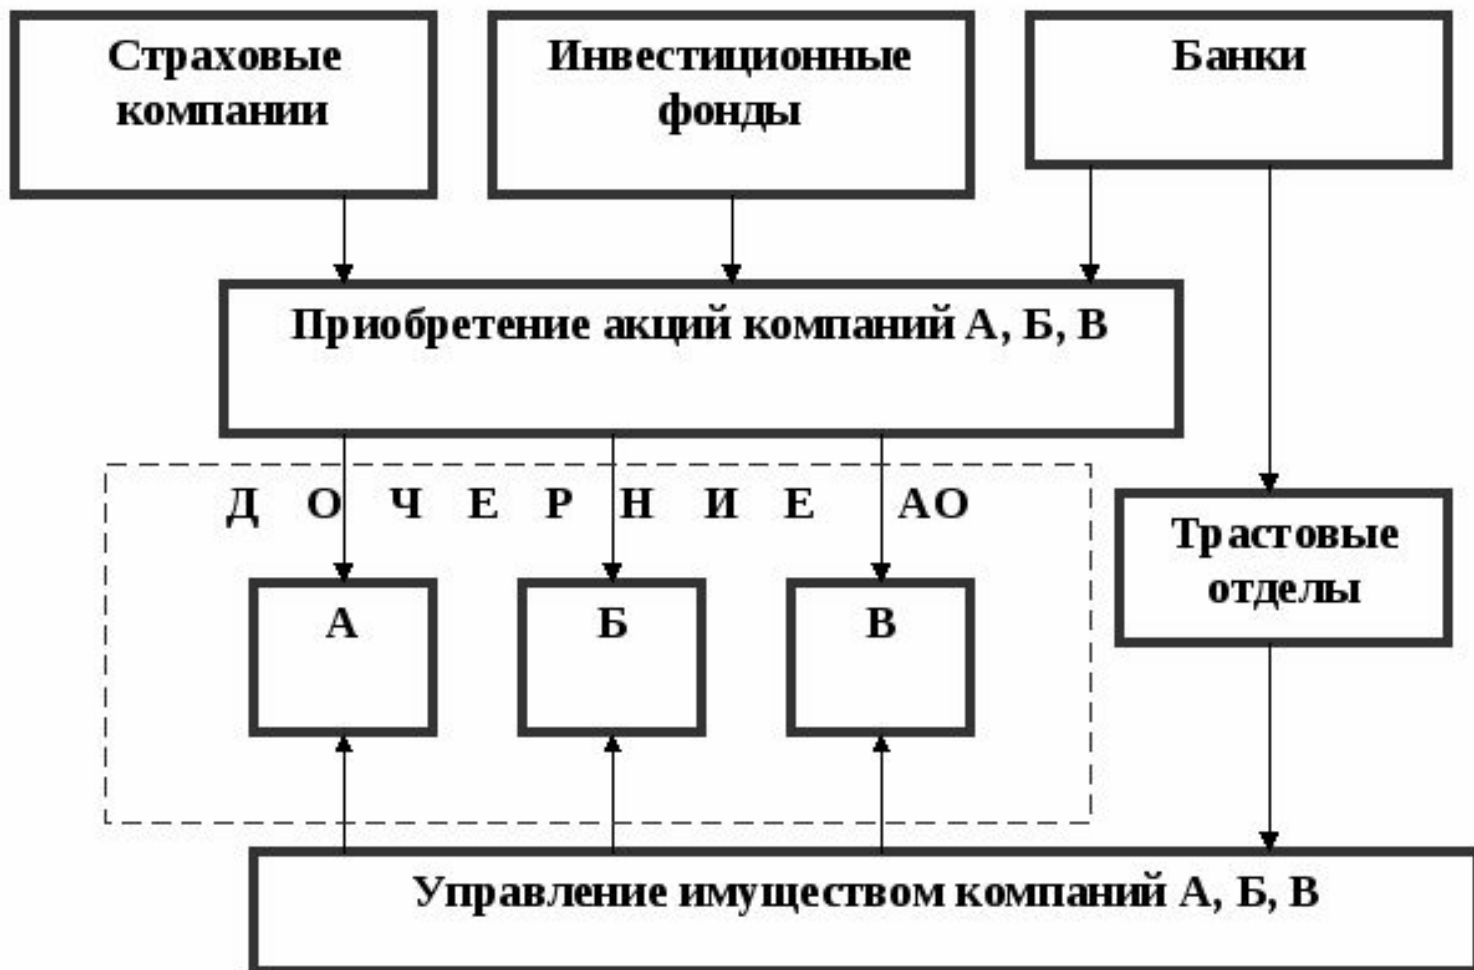 Страховые
компании
Инвестиционные
фонды
Банки
Приобретение акций компаний А, Б, В
Д О Ч Е Р Н И Е АО
Трастовые
отделы
А
Б
В
Управление имуществом компаний А, Б, В